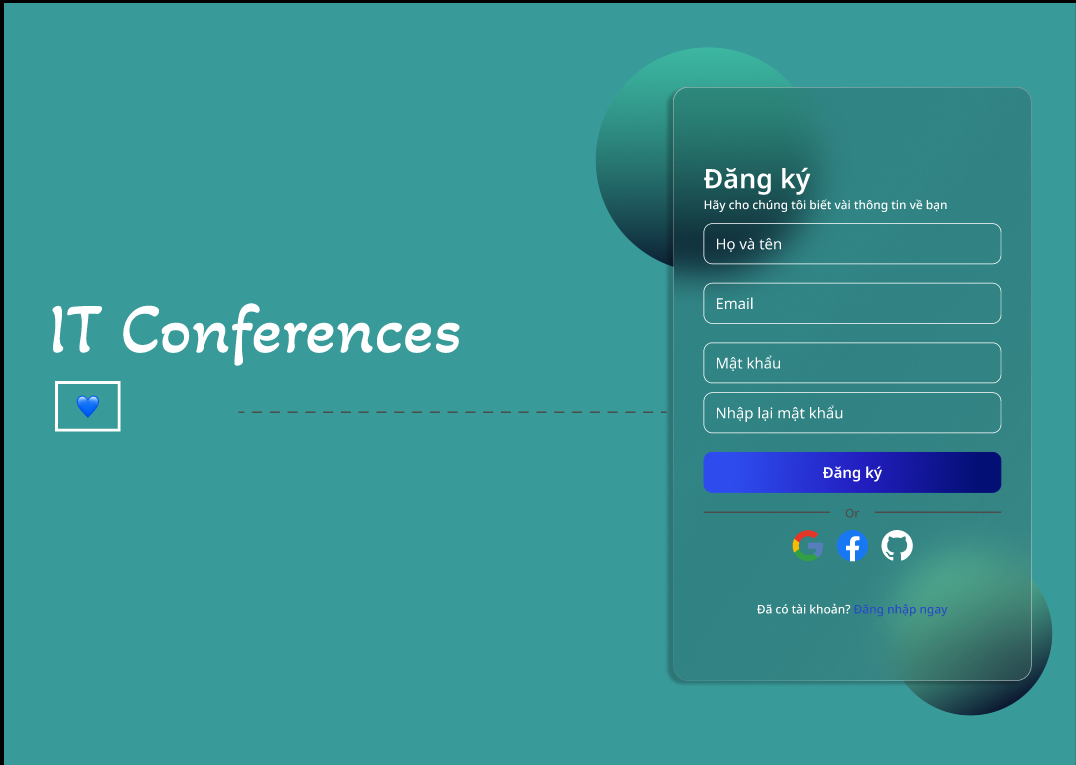 IT Conferences
💙
Đăng ký
Hãy cho chúng tôi biết vài thông tin về bạn
Họ và tên
Email
Mật khẩu
Nhập lại mật khẩu
Đăng ký
Or
Đã có tài khoản? Đăng nhập ngay